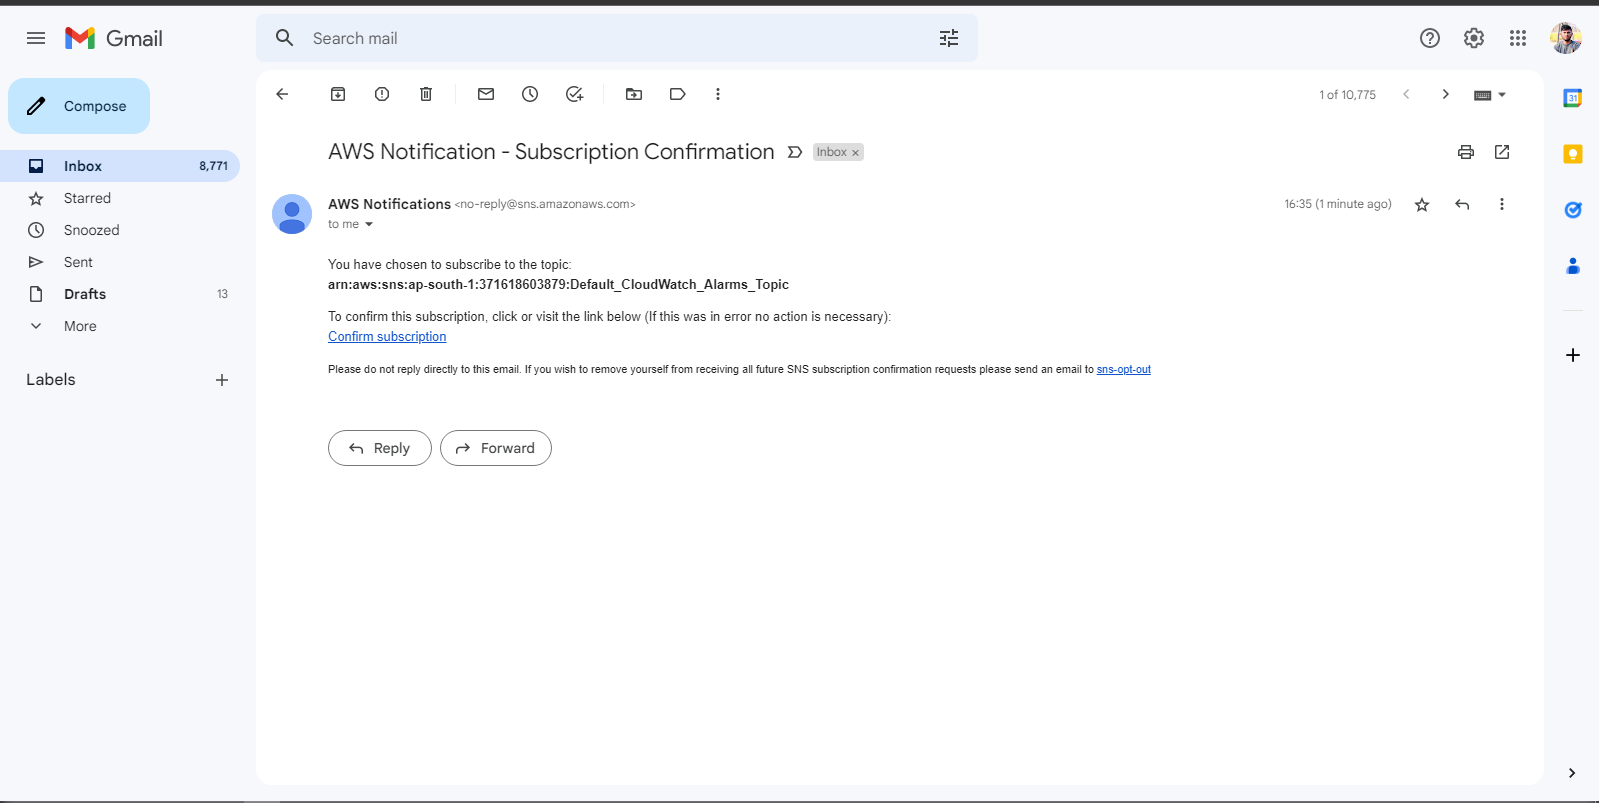 Gmail
Search mail
Compose
1 of 10,775
31
Inbox 8,771
Starred
Snoozed
Sent
Drafts 13
More
Labels
AWS Notification - Subscription Confirmation Inbox ×
AWS Notifications <no-reply@sns.amazonaws.com> 16:35 (1 minute ago)
to me
You have chosen to subscribe to the topic:
arn:aws:sns:ap-south-1:371618603879:Default_CloudWatch_Alarms_Topic
To confirm this subscription, click or visit the link below (If this was in error no action is necessary):
Confirm subscription
Please do not reply directly to this email. If you wish to remove yourself from receiving all future SNS subscription confirmation requests please send an email to sns-opt-out
Reply
Forward